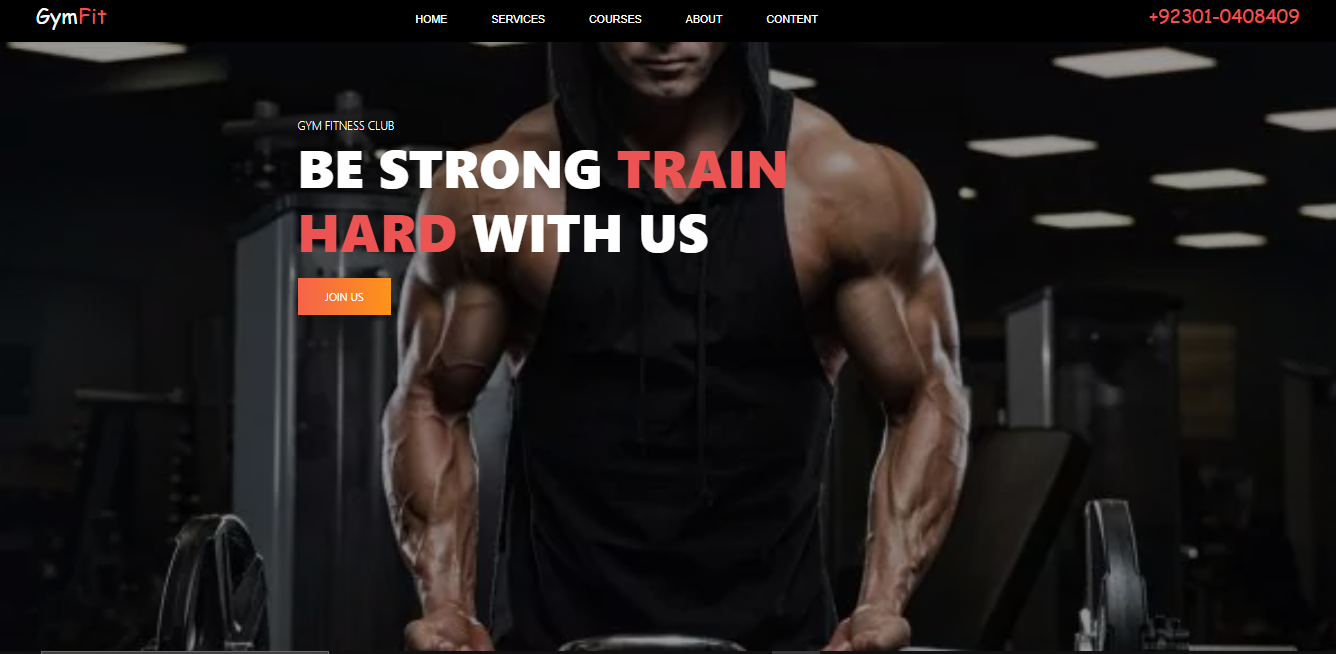 GymFit
HOME SERVICES COURSES ABOUT CONTENT
+92301-0408409
GYM FITNESS CLUB
BE STRONG TRAIN
HARD WITH US
JOIN US